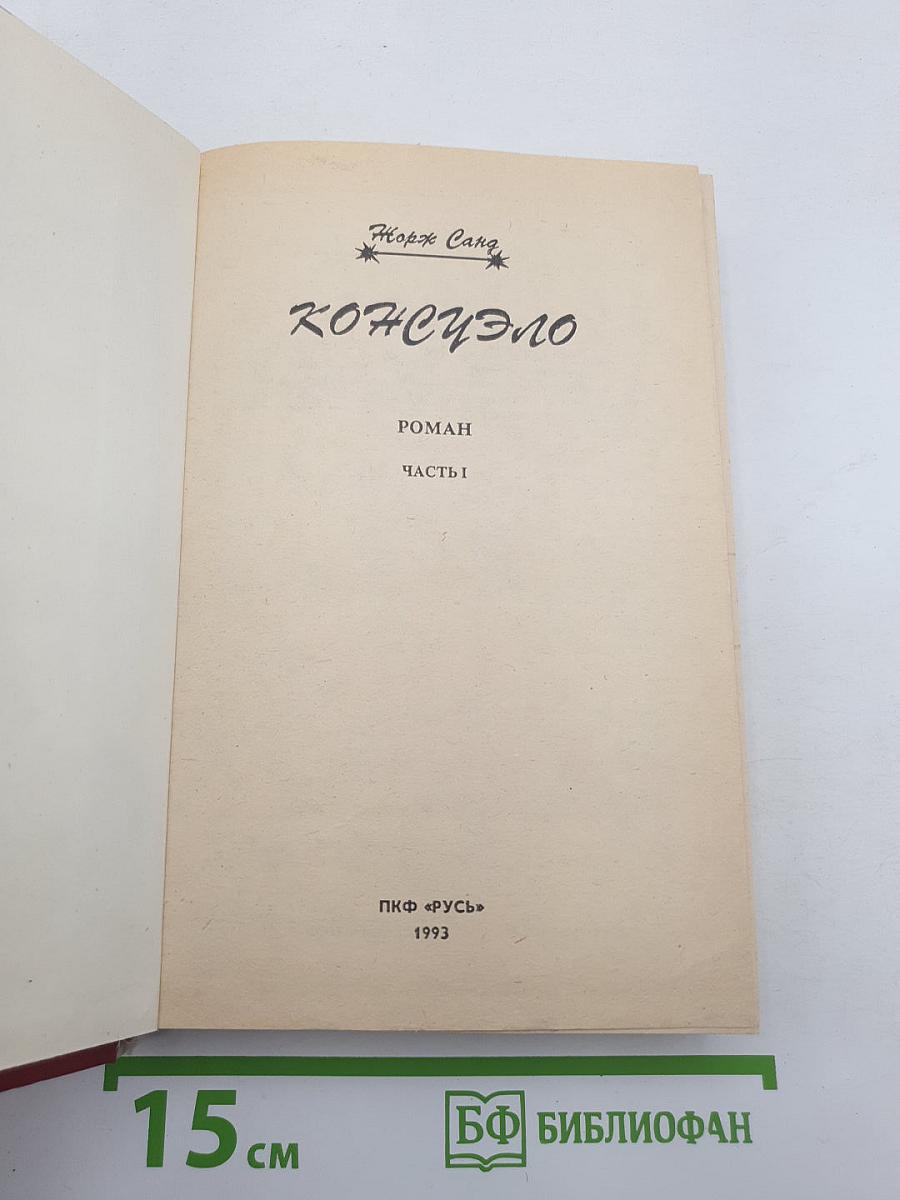 Жорж Санд
КОНСУЭЛО
РОМАН
ЧАСТЬ I
ПКФ «РУСЬ»
1993
15 см
БФ БИБЛИОФАН